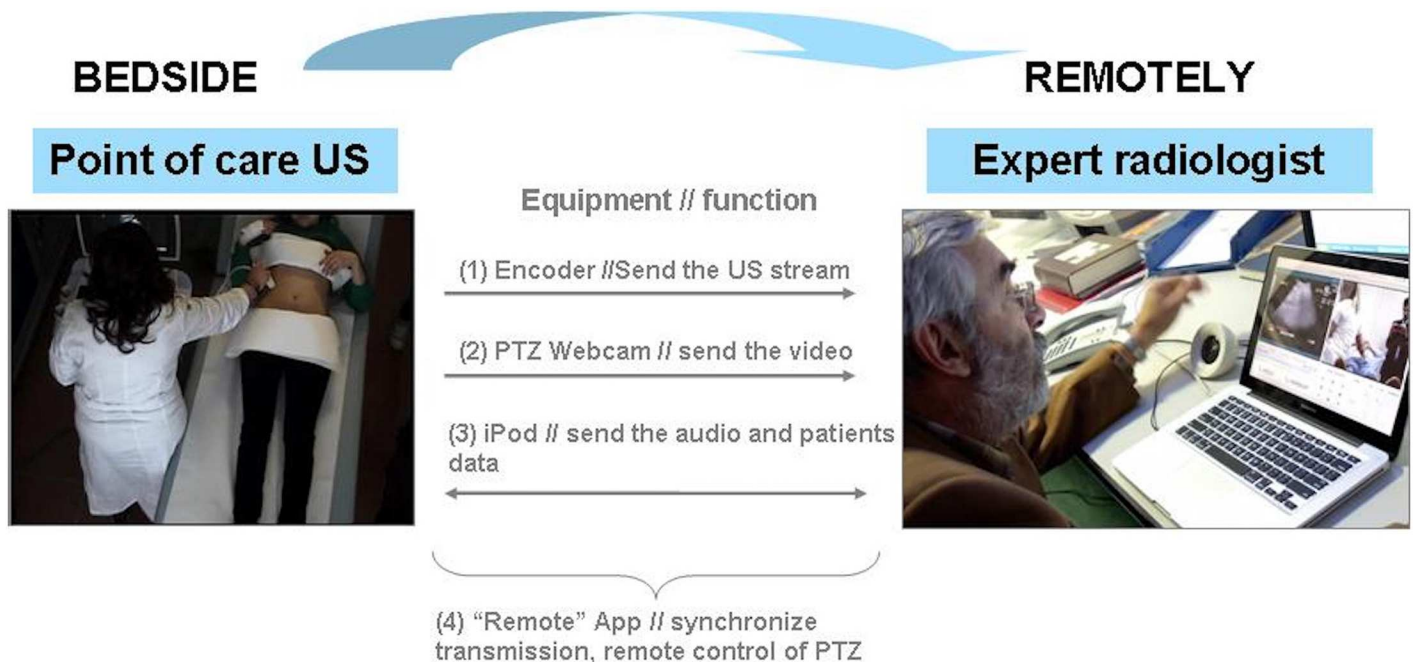 BEDSIDE
REMOTELY
Point of care US
Expert radiologist
Equipment // function
(1) Encoder //Send the US stream
(2) PTZ Webcam // send the video
(3) iPod // send the audio and patients
data
(4) “Remote” App // synchronize
transmission, remote control of PTZ